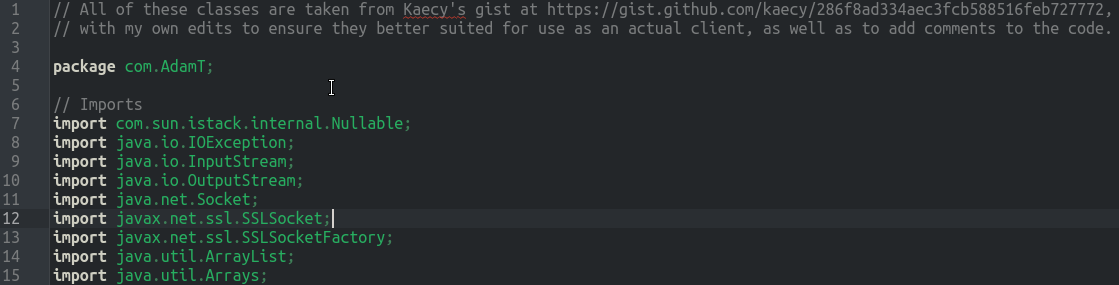 1 // All of these classes are taken from Kaecy's gist at https://gist.github.com/kaecy/286f8ad334aec3fcb588516feb727772,
2 // with my own edits to ensure they better suited for use as an actual client, as well as to add comments to the code.
3
4 package com.AdamT;
5
6 // Imports
7 import com.sun.istack.internal.Nullable;
8 import java.io.IOException;
9 import java.io.InputStream;
10 import java.io.OutputStream;
11 import java.net.Socket;
12 import javax.net.ssl.SSLSocket;
13 import javax.net.ssl.SSLSocketFactory;
14 import java.util.ArrayList;
15 import java.util.Arrays;